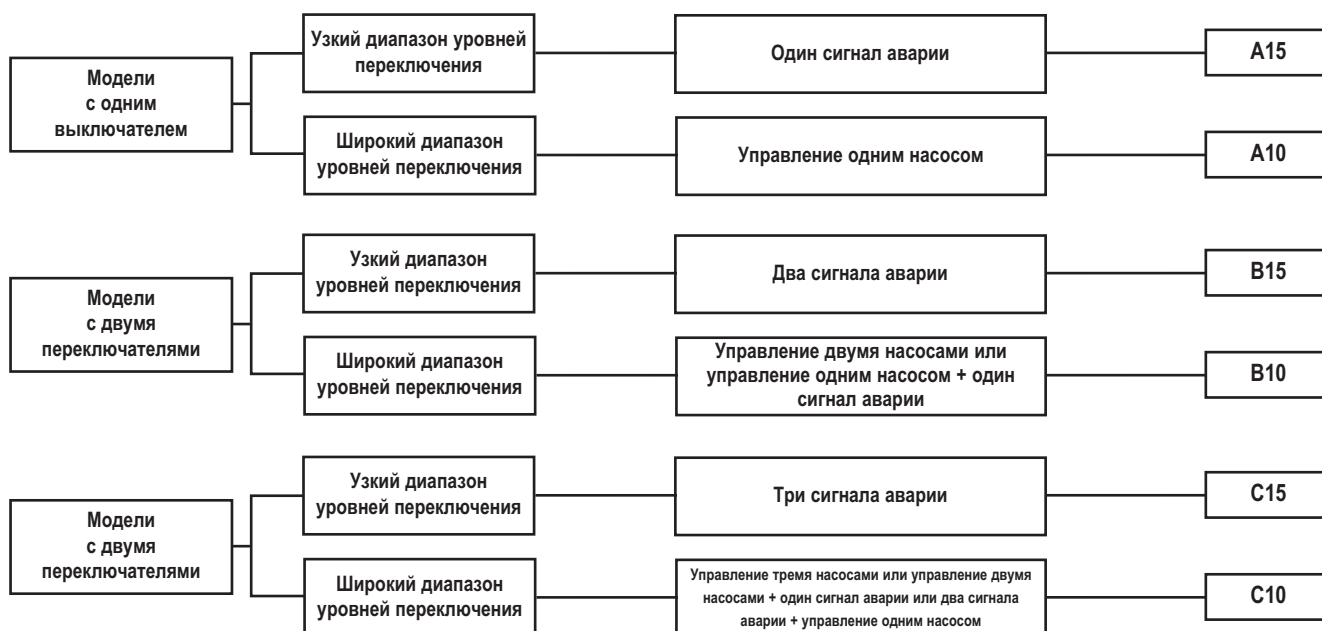 Модели
с одним
выключателем
Узкий диапазон уровней
переключения
Один сигнал аварии
A15
Широкий диапазон
уровней переключения
Управление одним насосом
A10
Модели
с двумя
переключателями
Узкий диапазон
уровней переключения
Два сигнала аварии
B15
Широкий диапазон
уровней переключения
Управление двумя насосами или
управление одним насосом + один
сигнал аварии
B10
Модели
с двумя
переключателями
Узкий диапазон
уровней переключения
Три сигнала аварии
C15
Широкий диапазон
уровней переключения
Управление тремя насосами или управление двумя
насосами + один сигнал аварии или два сигнала
аварии + управление одним насосом
C10